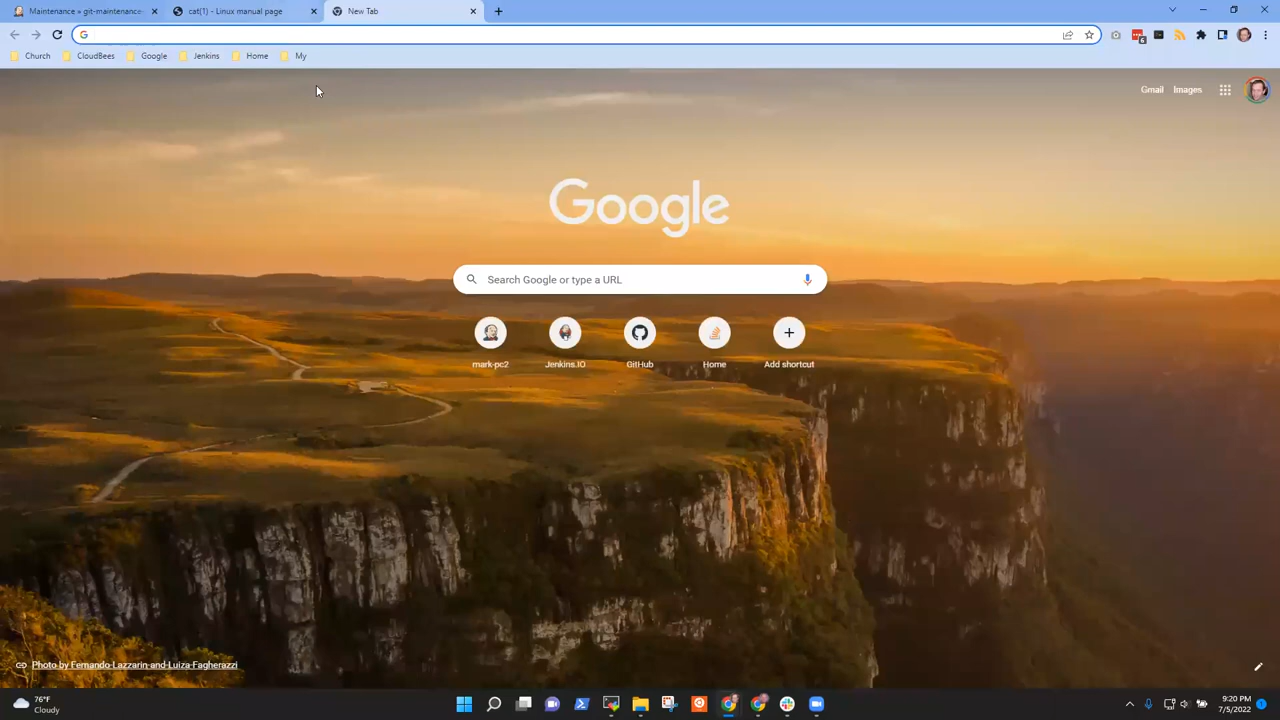 Maintenance » git-maintenance-
cat(1) - Linux manual page
New Tab
Church
CloudBees
Google
Jenkins
Home
My
Gmail
Images
Google
Search Google or type a URL
mark-pc2
Jenkins.IO
GitHub
Home
Add shortcut
Photo by Fernando-Lazzarin-and-Luiza-Fagherazzi
76°F
Cloudy
9:20 PM
7/5/2022